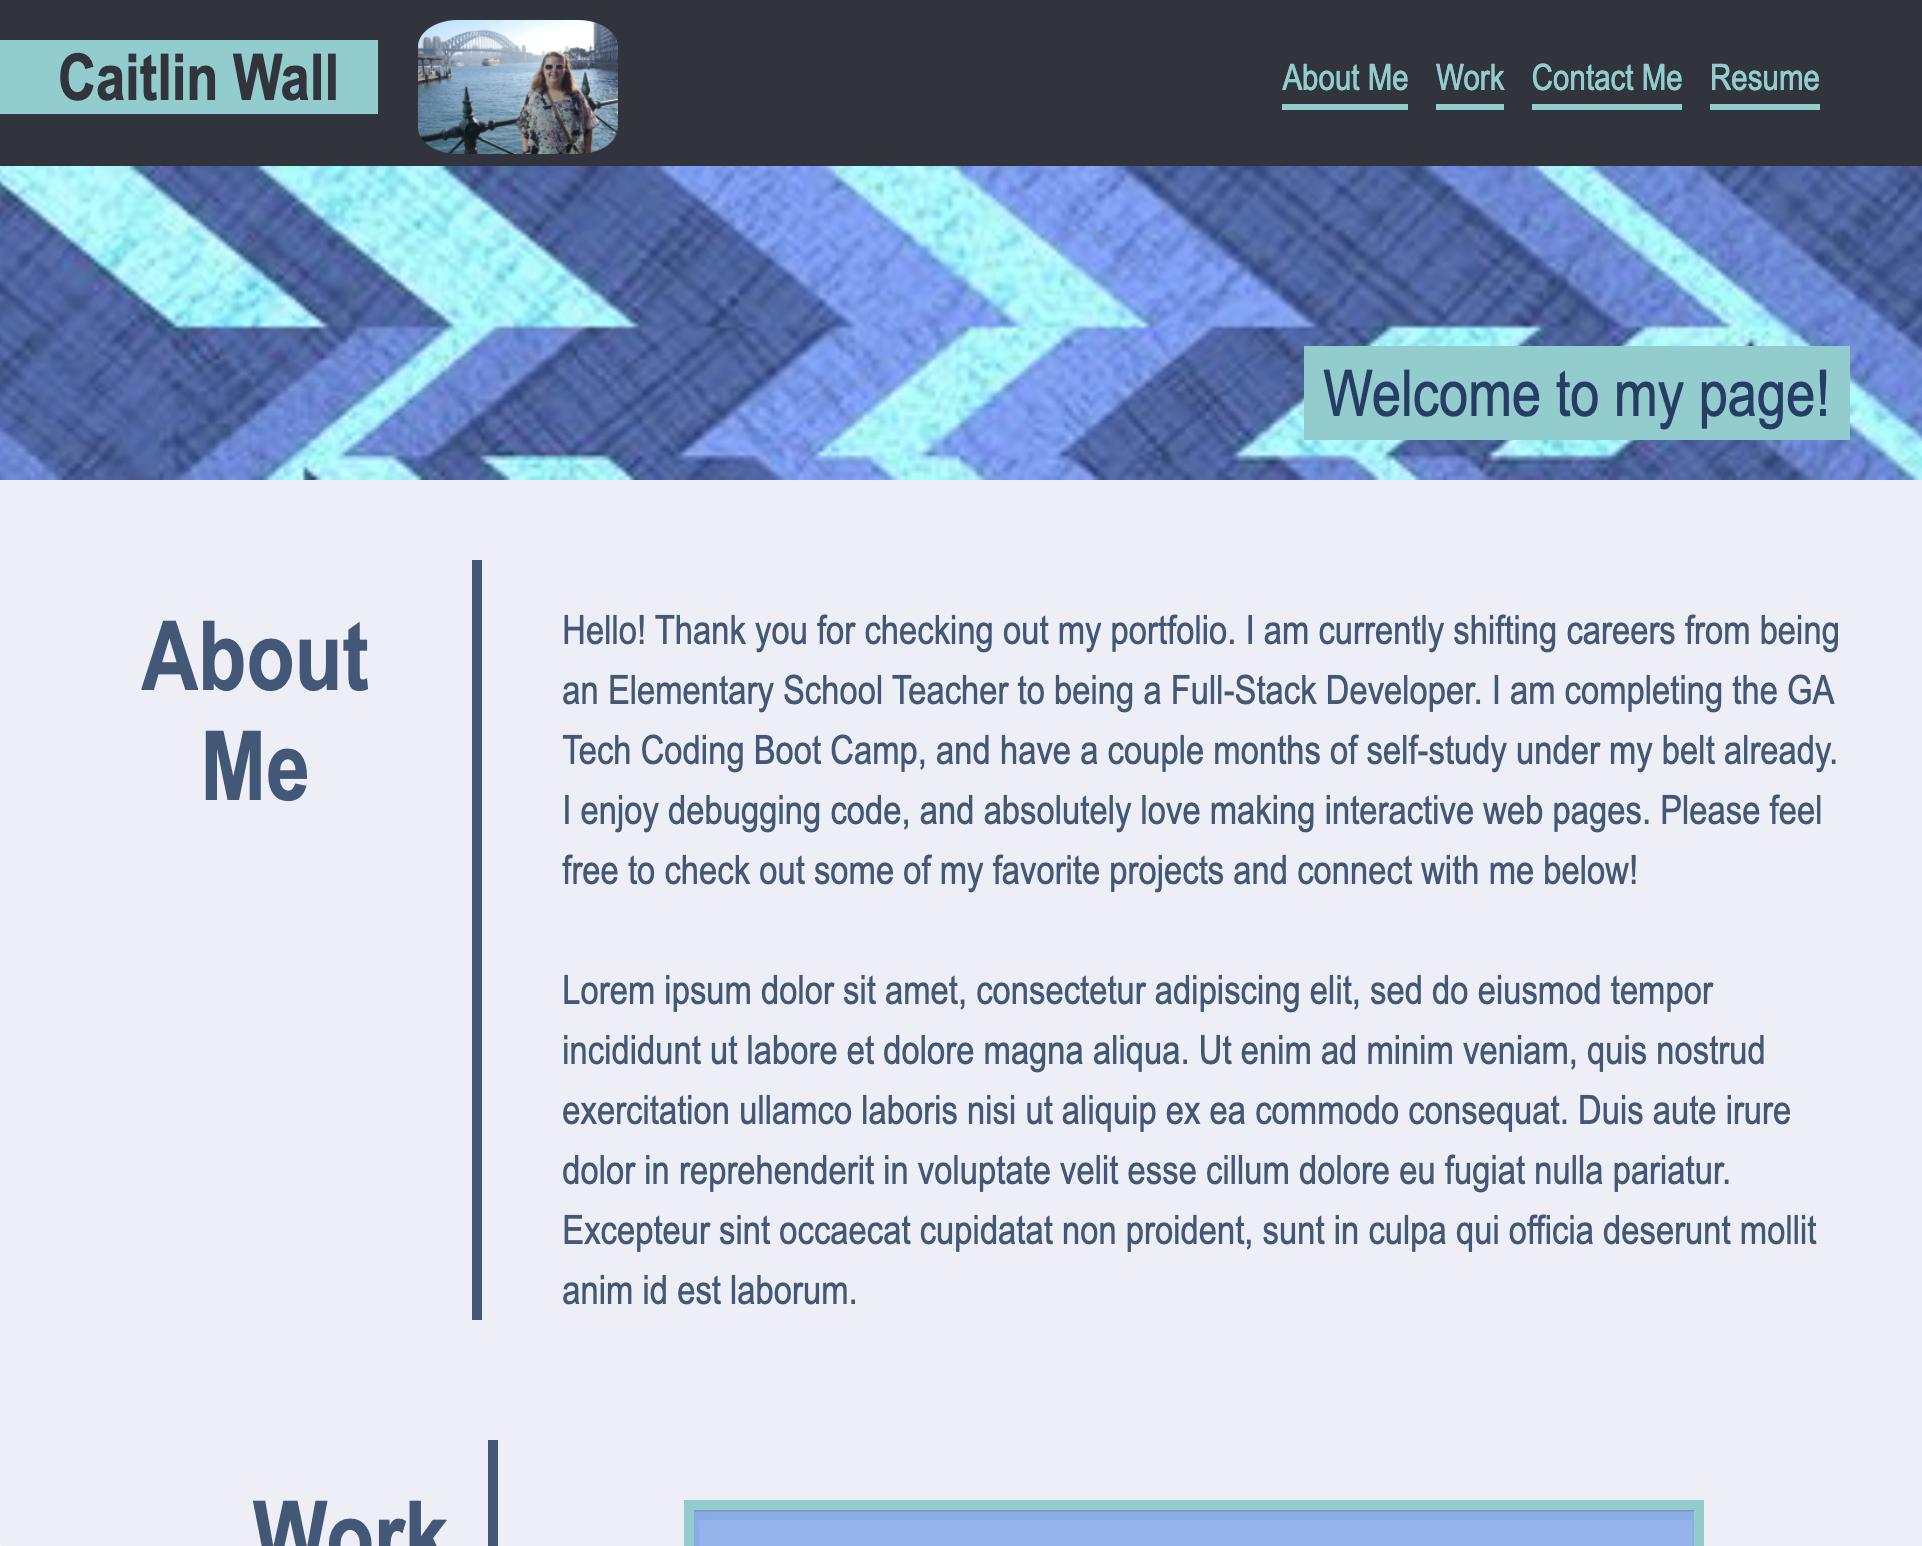 Caitlin Wall
About Me Work Contact Me Resume
Welcome to my page!
About
Me
Hello! Thank you for checking out my portfolio. I am currently shifting careers from being
an Elementary School Teacher to being a Full-Stack Developer. I am completing the GA
Tech Coding Boot Camp, and have a couple months of self-study under my belt already.
I enjoy debugging code, and absolutely love making interactive web pages. Please feel
free to check out some of my favorite projects and connect with me below!
Lorem ipsum dolor sit amet, consectetur adipiscing elit, sed do eiusmod tempor
incididunt ut labore et dolore magna aliqua. Ut enim ad minim veniam, quis nostrud
exercitation ullamco laboris nisi ut aliquip ex ea commodo consequat. Duis aute irure
dolor in reprehenderit in voluptate velit esse cillum dolore eu fugiat nulla pariatur.
Excepteur sint occaecat cupidatat non proident, sunt in culpa qui officia deserunt mollit
anim id est laborum.
Work